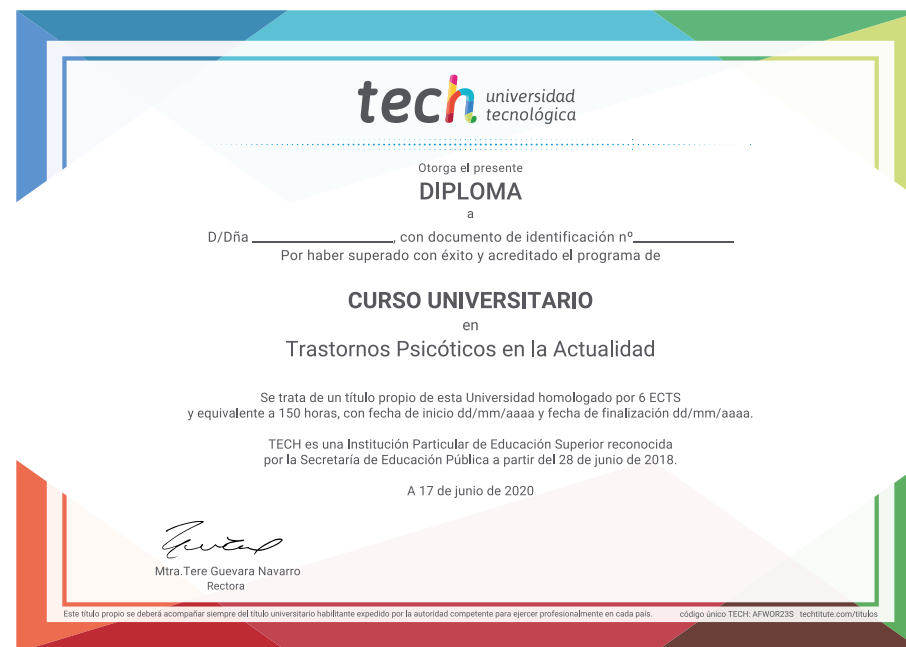 tech universidad
tecnológica
Otorga el presente
DIPLOMA
a
D/Dña ____________________, con documento de identificación nº______________
Por haber superado con éxito y acreditado el programa de
CURSO UNIVERSITARIO
en
Trastornos Psicóticos en la Actualidad
Se trata de un título propio de esta Universidad homologado por 6 ECTS
y equivalente a 150 horas, con fecha de inicio dd/mm/aaaa y fecha de finalización dd/mm/aaaa.
TECH es una Institución Particular de Educación Superior reconocida
por la Secretaría de Educación Pública a partir del 28 de junio de 2018.
A 17 de junio de 2020
Mtra.Tere Guevara Navarro
Rectora
Este título propio se deberá acompañar siempre del título universitario habilitante expedido por la autoridad competente para ejercer profesionalmente en cada país. código único TECH: AFWOR23S techtitute.com/titulos